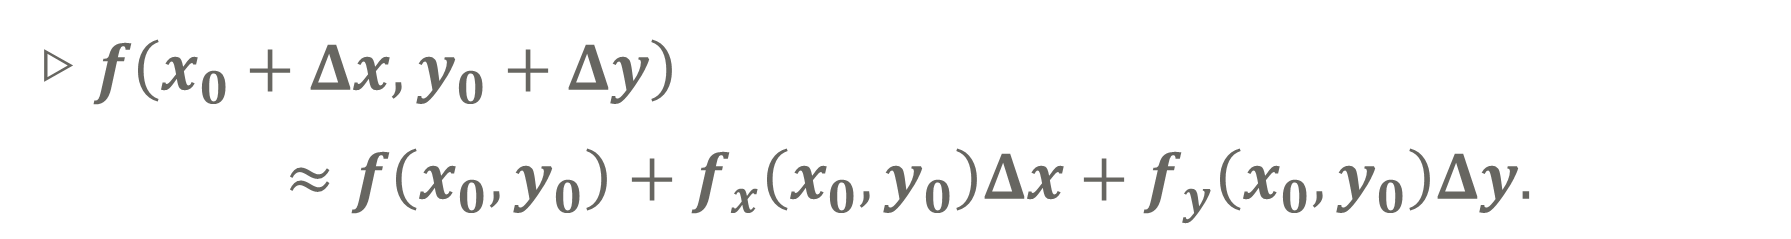 ▷ f(x₀ + Δx, y₀ + Δy)
≈ f(x₀, y₀) + fₓ(x₀, y₀)Δx + f_y(x₀, y₀)Δy.